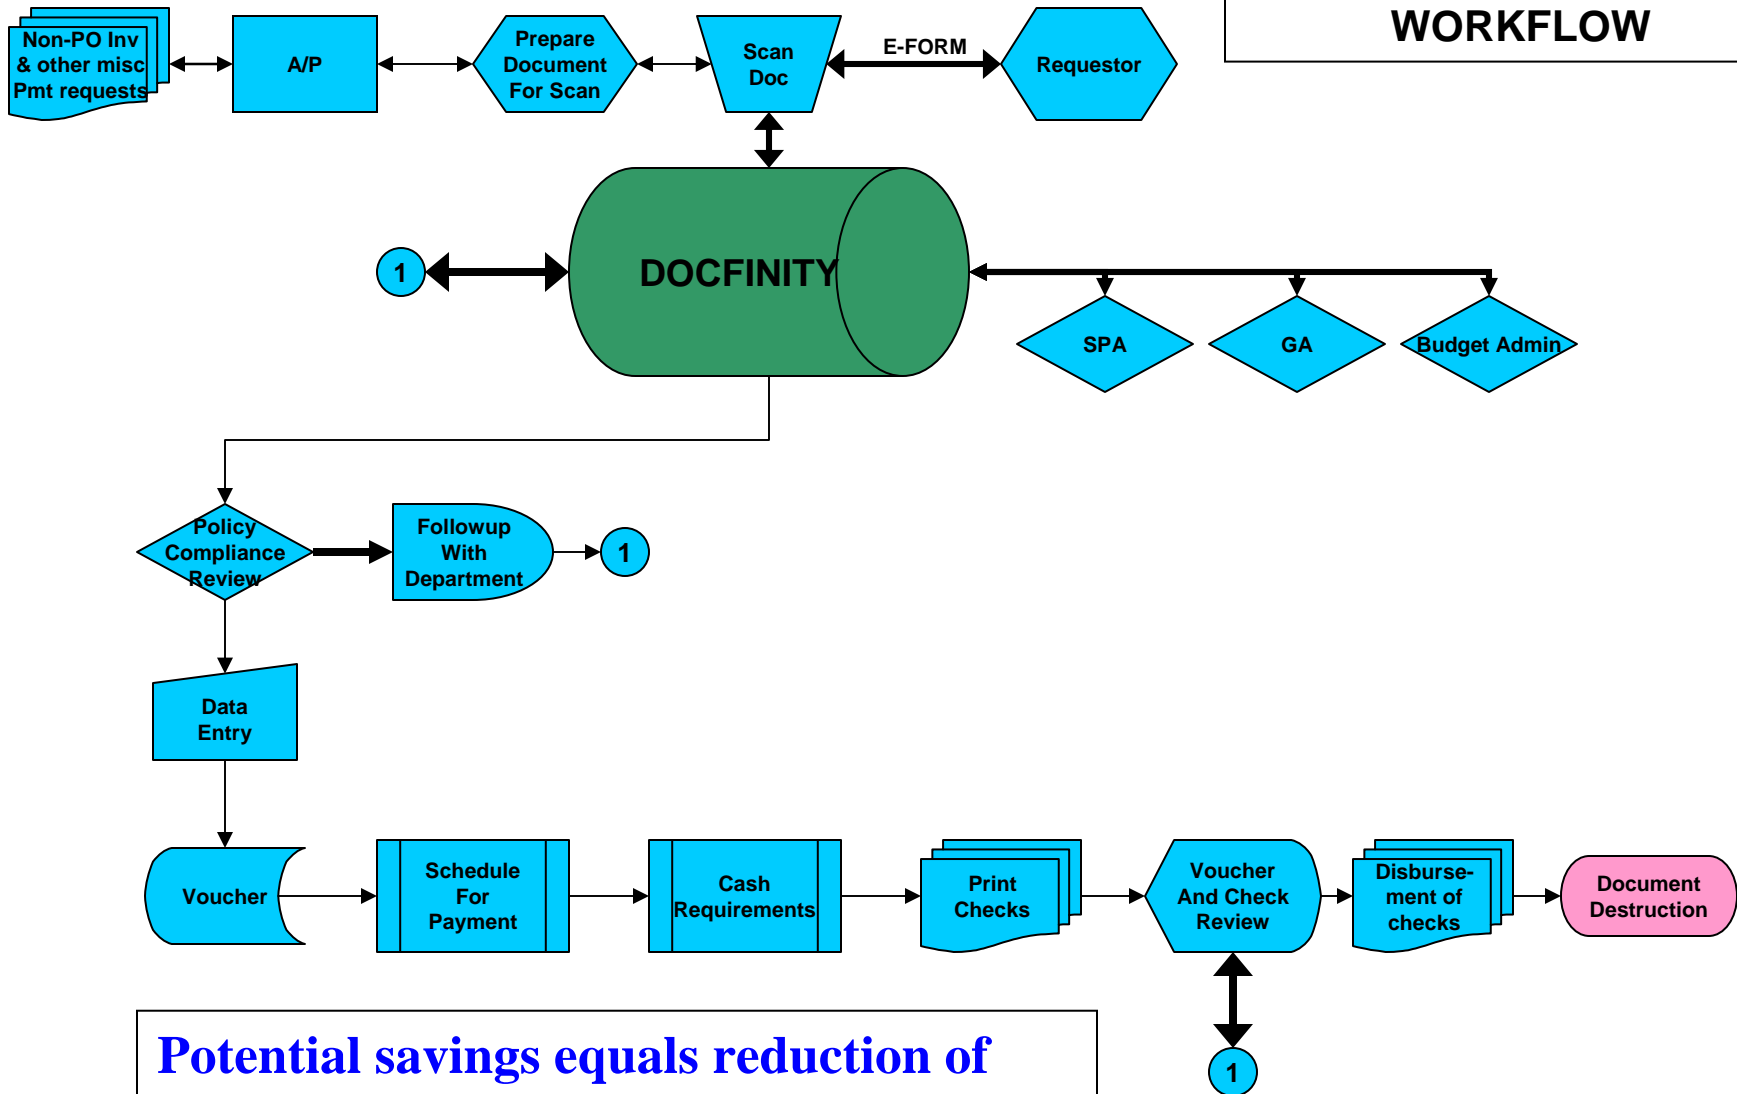 WORKFLOW
Non-PO Inv
& other misc
Pmt requests
A/P
Prepare
Document
For Scan
Scan
Doc
E-FORM
Requestor
1
DOCFINITY
SPA
GA
Budget Admin
Policy
Compliance
Review
Followup
With
Department
1
Data
Entry
Voucher
Schedule
For
Payment
Cash
Requirements
Print
Checks
Voucher
And Check
Review
Disburse-
ment of
checks
Document
Destruction
1
Potential savings equals reduction of